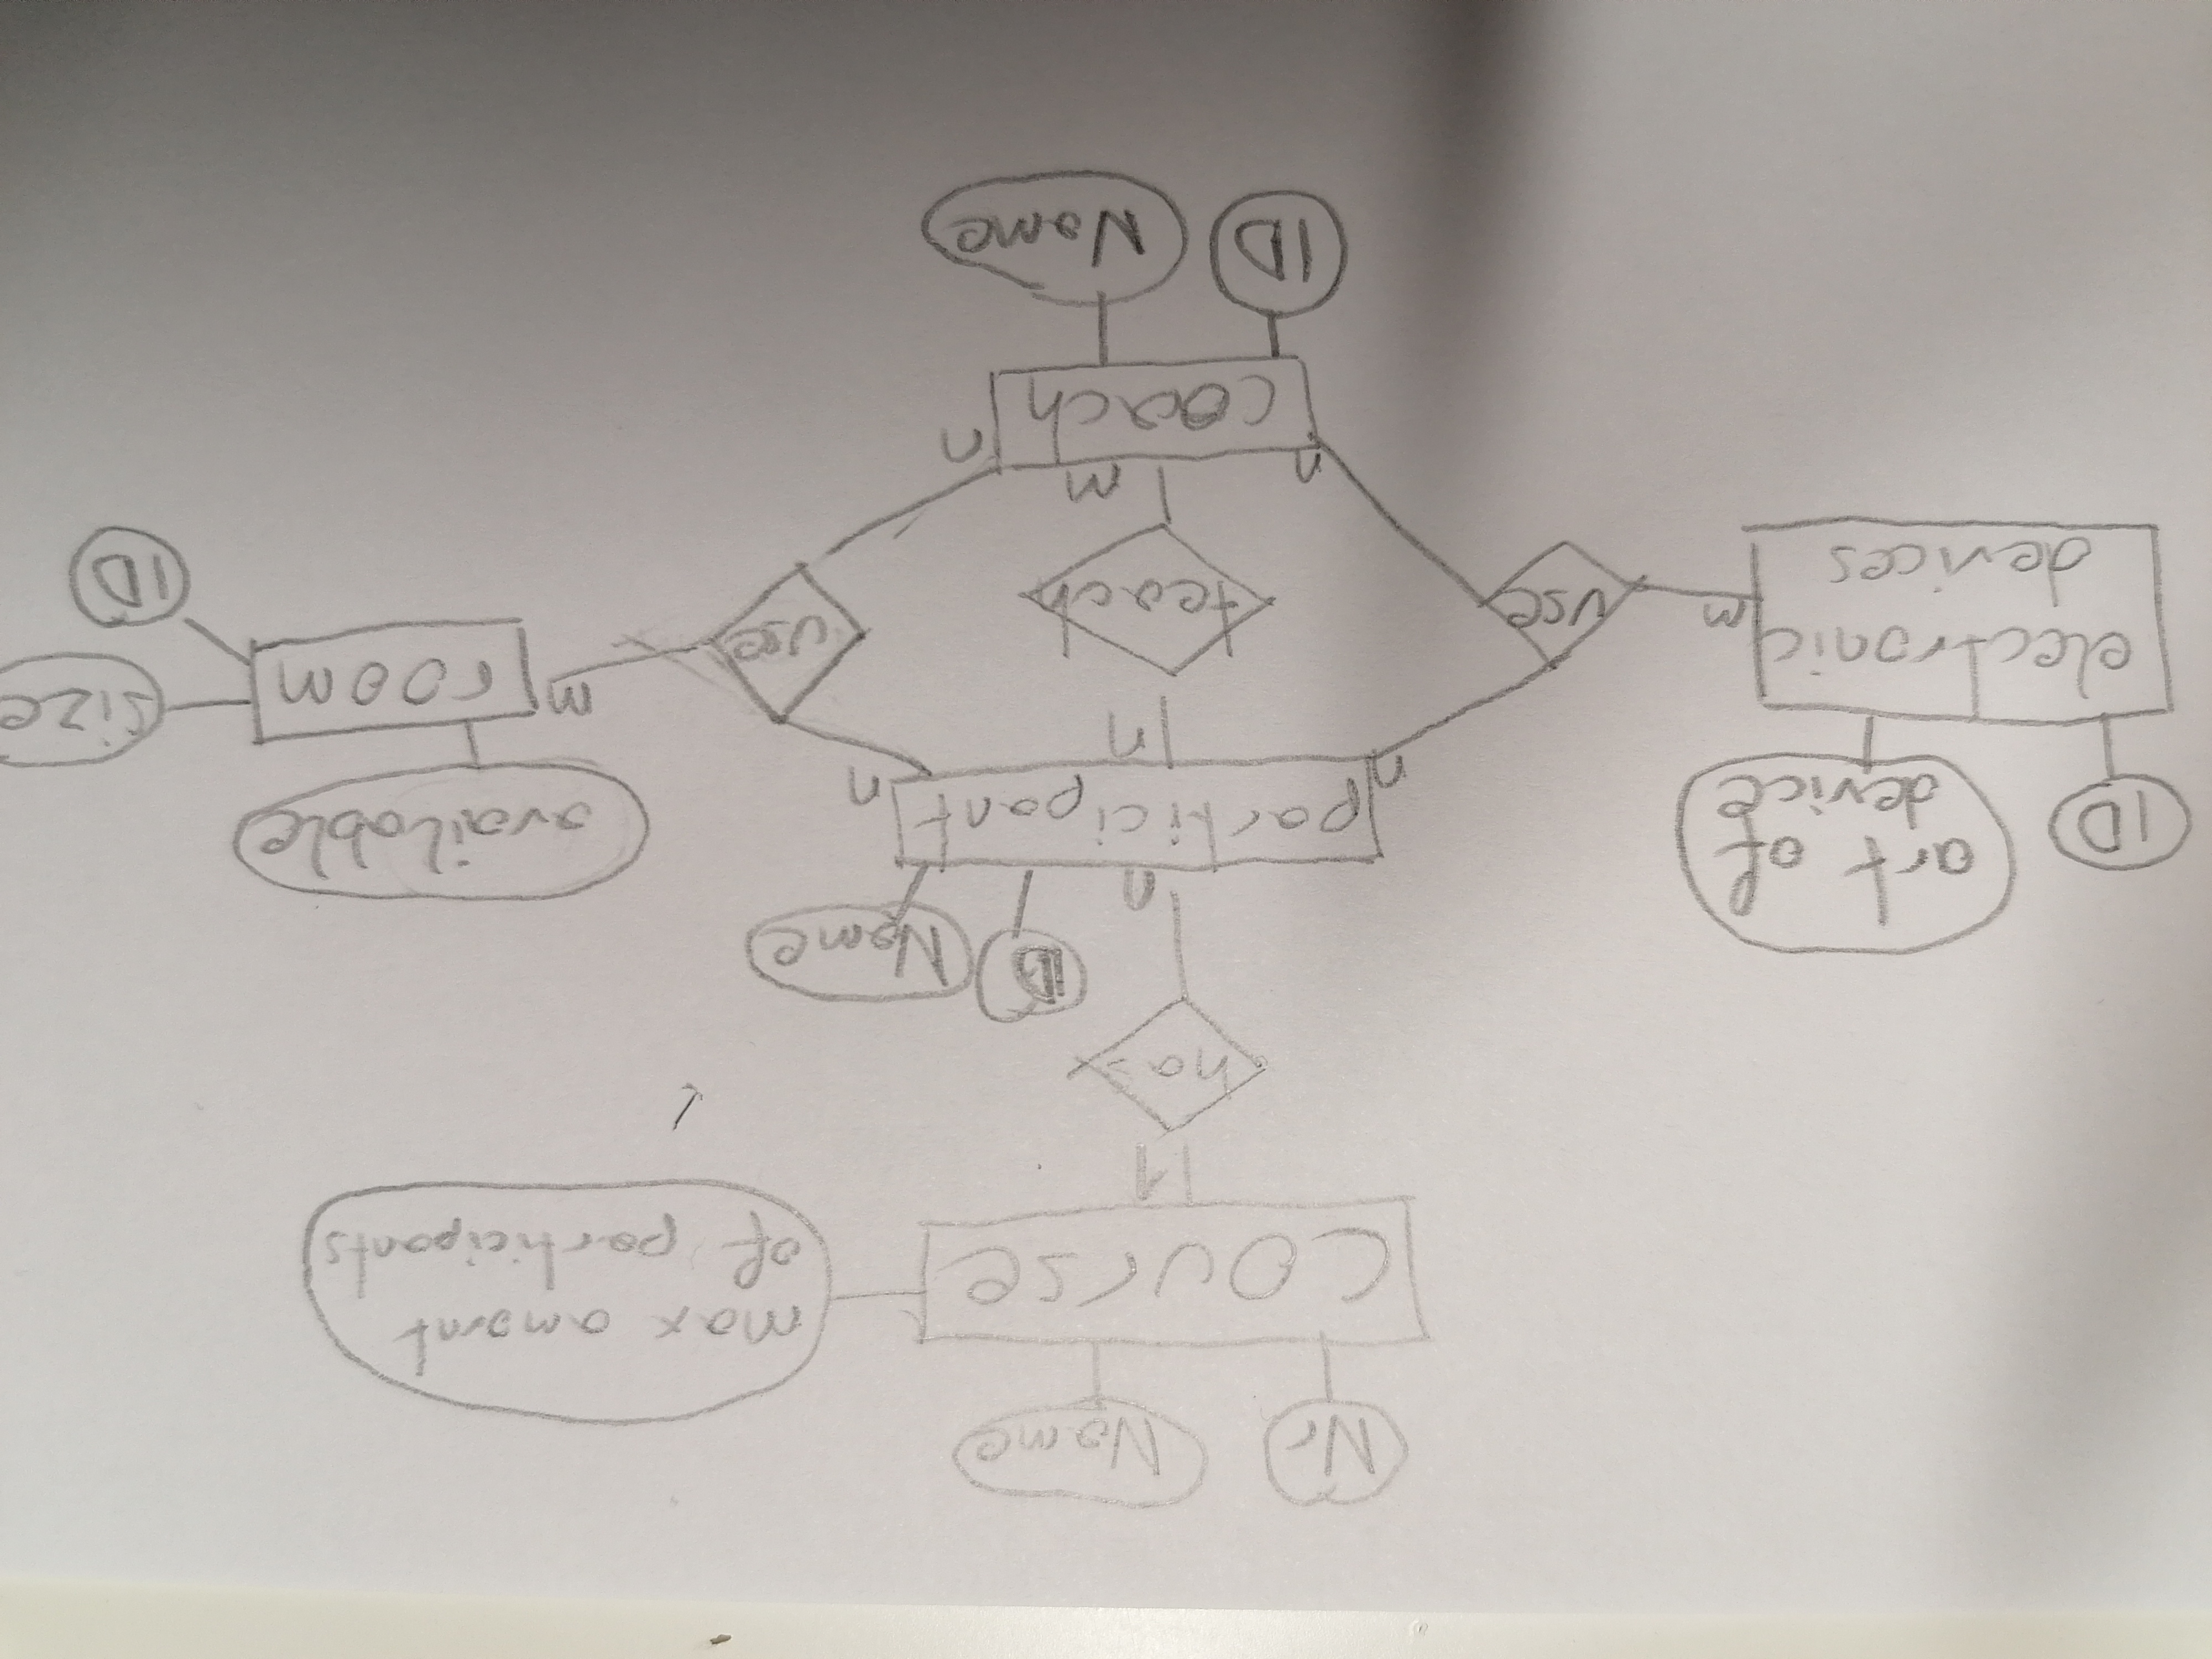 Nr
Name
course
max amount
of participants
1
has
ID
Name
n
participant
n
n
n
ID
art of
device
electronic
devices
m
use
teach
use
m
available
room
size
ID
n
m
n
coach
ID
Name